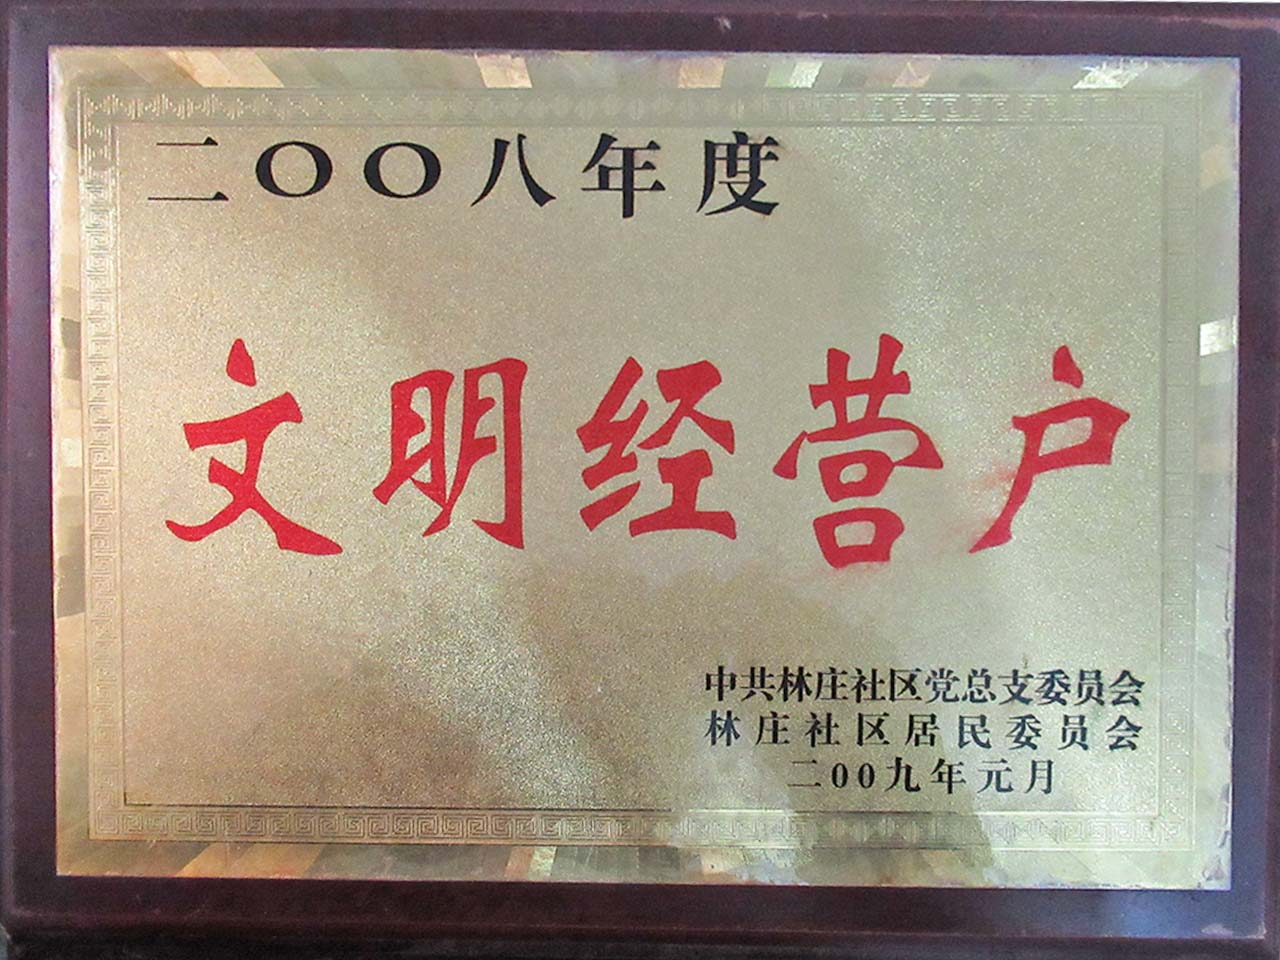 二〇〇八年度
文明经营户
中共林庄社区党总支委员会
林庄社区居民委员会
二00九年元月